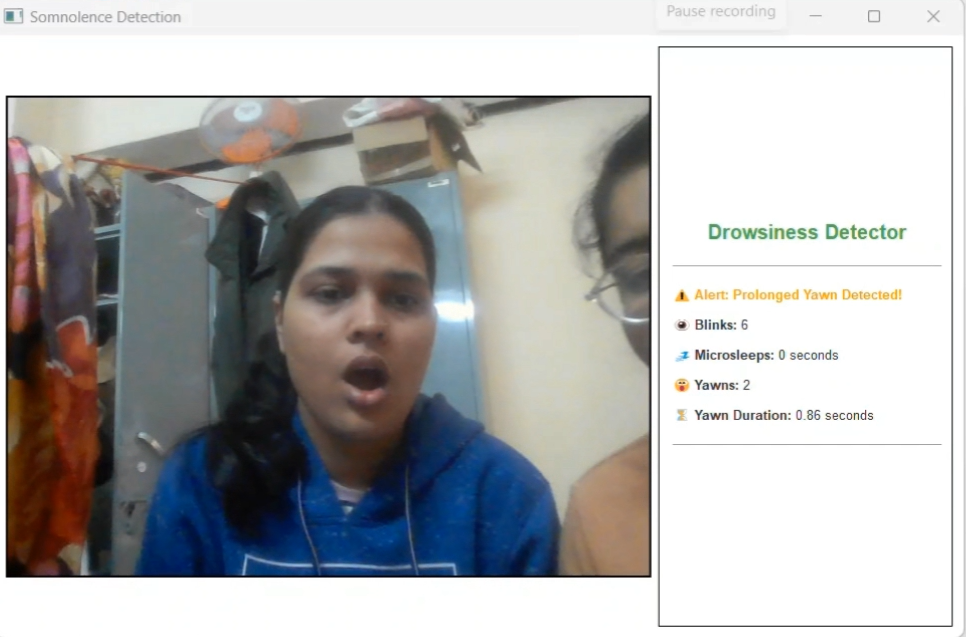 Somnolence Detection
Pause recording
Drowsiness Detector
Alert: Prolonged Yawn Detected!
Blinks: 6
Microsleeps: 0 seconds
Yawns: 2
Yawn Duration: 0.86 seconds